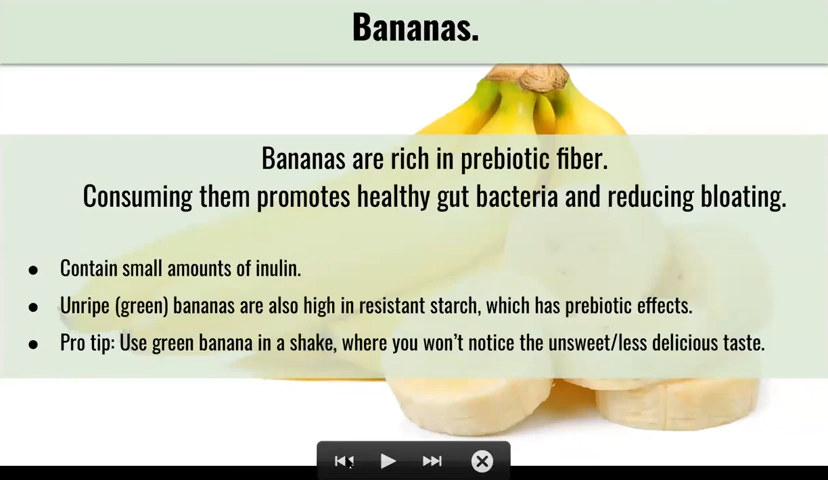 Bananas.
Bananas are rich in prebiotic fiber.
Consuming them promotes healthy gut bacteria and reducing bloating.
● Contain small amounts of inulin.
● Unripe (green) bananas are also high in resistant starch, which has prebiotic effects.
● Pro tip: Use green banana in a shake, where you won’t notice the unsweet/less delicious taste.